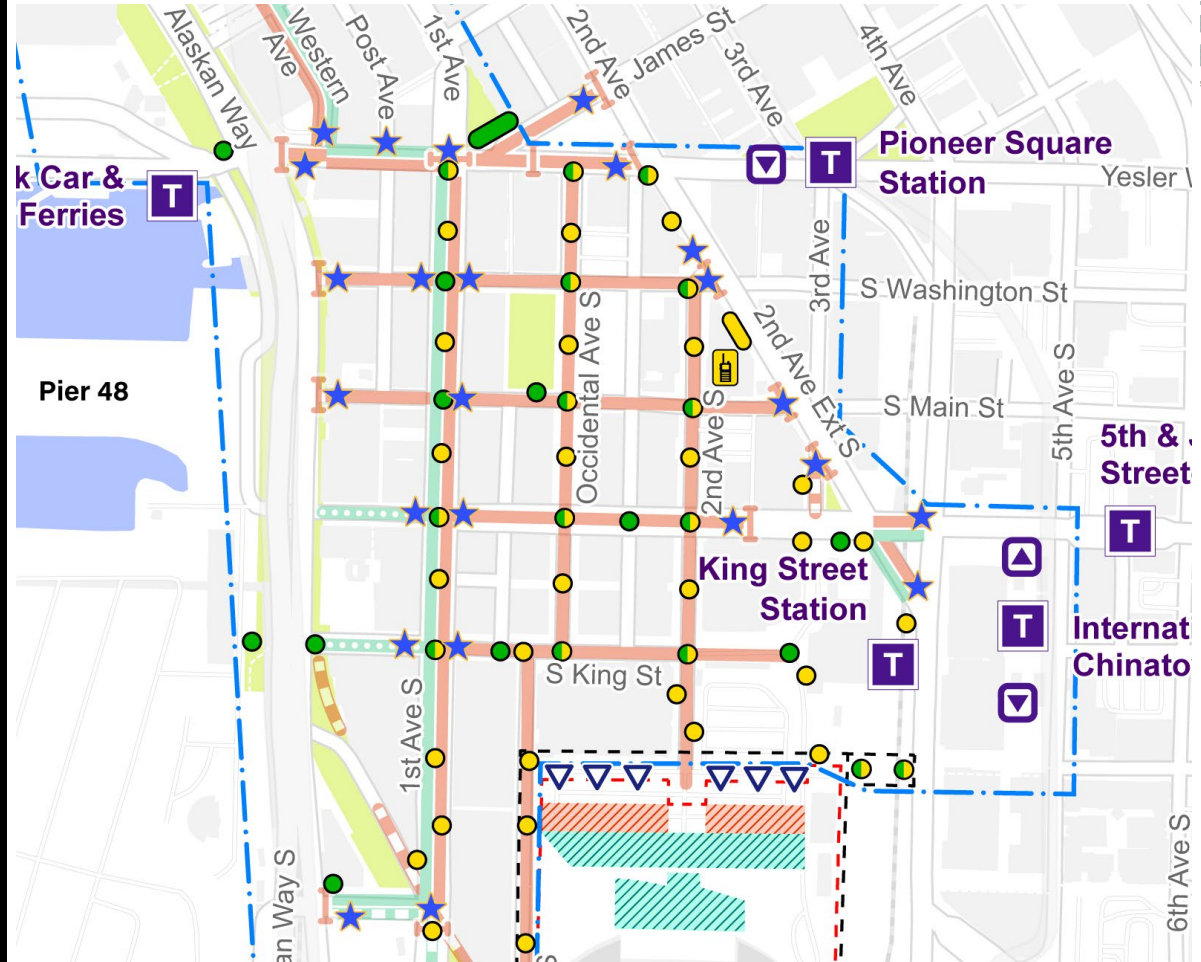 Alaskan Way
Western
Ave
Post Ave
1st Ave
2nd Ave
James St
3rd Ave
4th Ave
T
Pioneer Square
Station
Yesler
k Car &
Ferries
T
3rd Ave
S Washington St
Occidental Ave S
2nd Ave Ext S
Pier 48
2nd Ave S
S Main St
5th Ave S
5th &
Street
T
King Street
Station
T
T
Internati
Chinato
S King St
1st Ave S
an Way S
S
6th Ave S